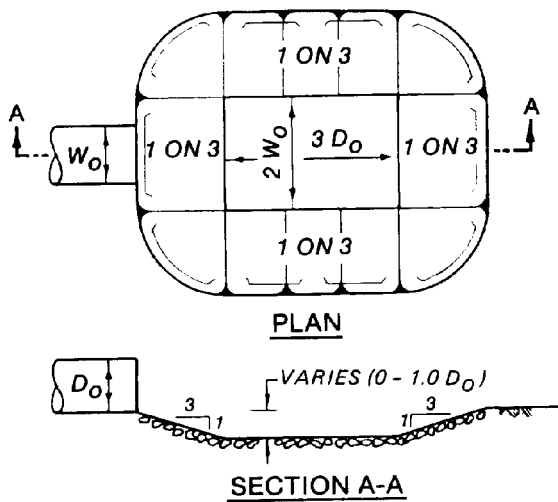 1 ON 3
A A
W₀ 1 ON 3 2 W₀ 3 D₀ 1 ON 3
1 ON 3
PLAN
D₀ 3 1 VARIES (0 - 1.0 D₀) 1 3
SECTION A-A